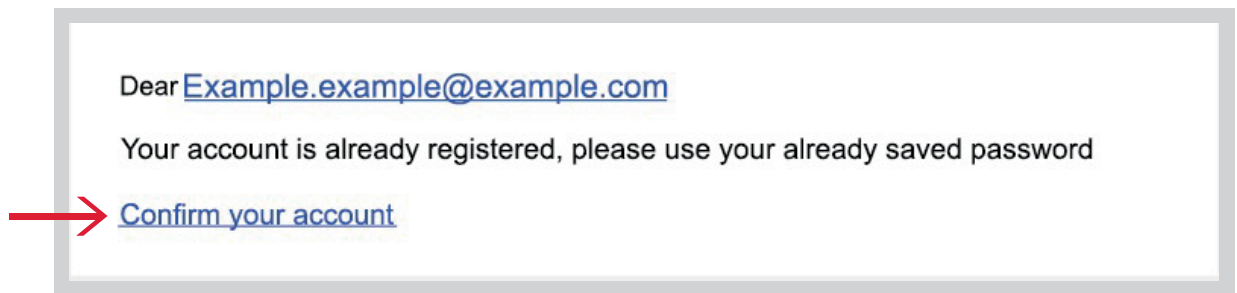 Dear Example.example@example.com
Your account is already registered, please use your already saved password
Confirm your account